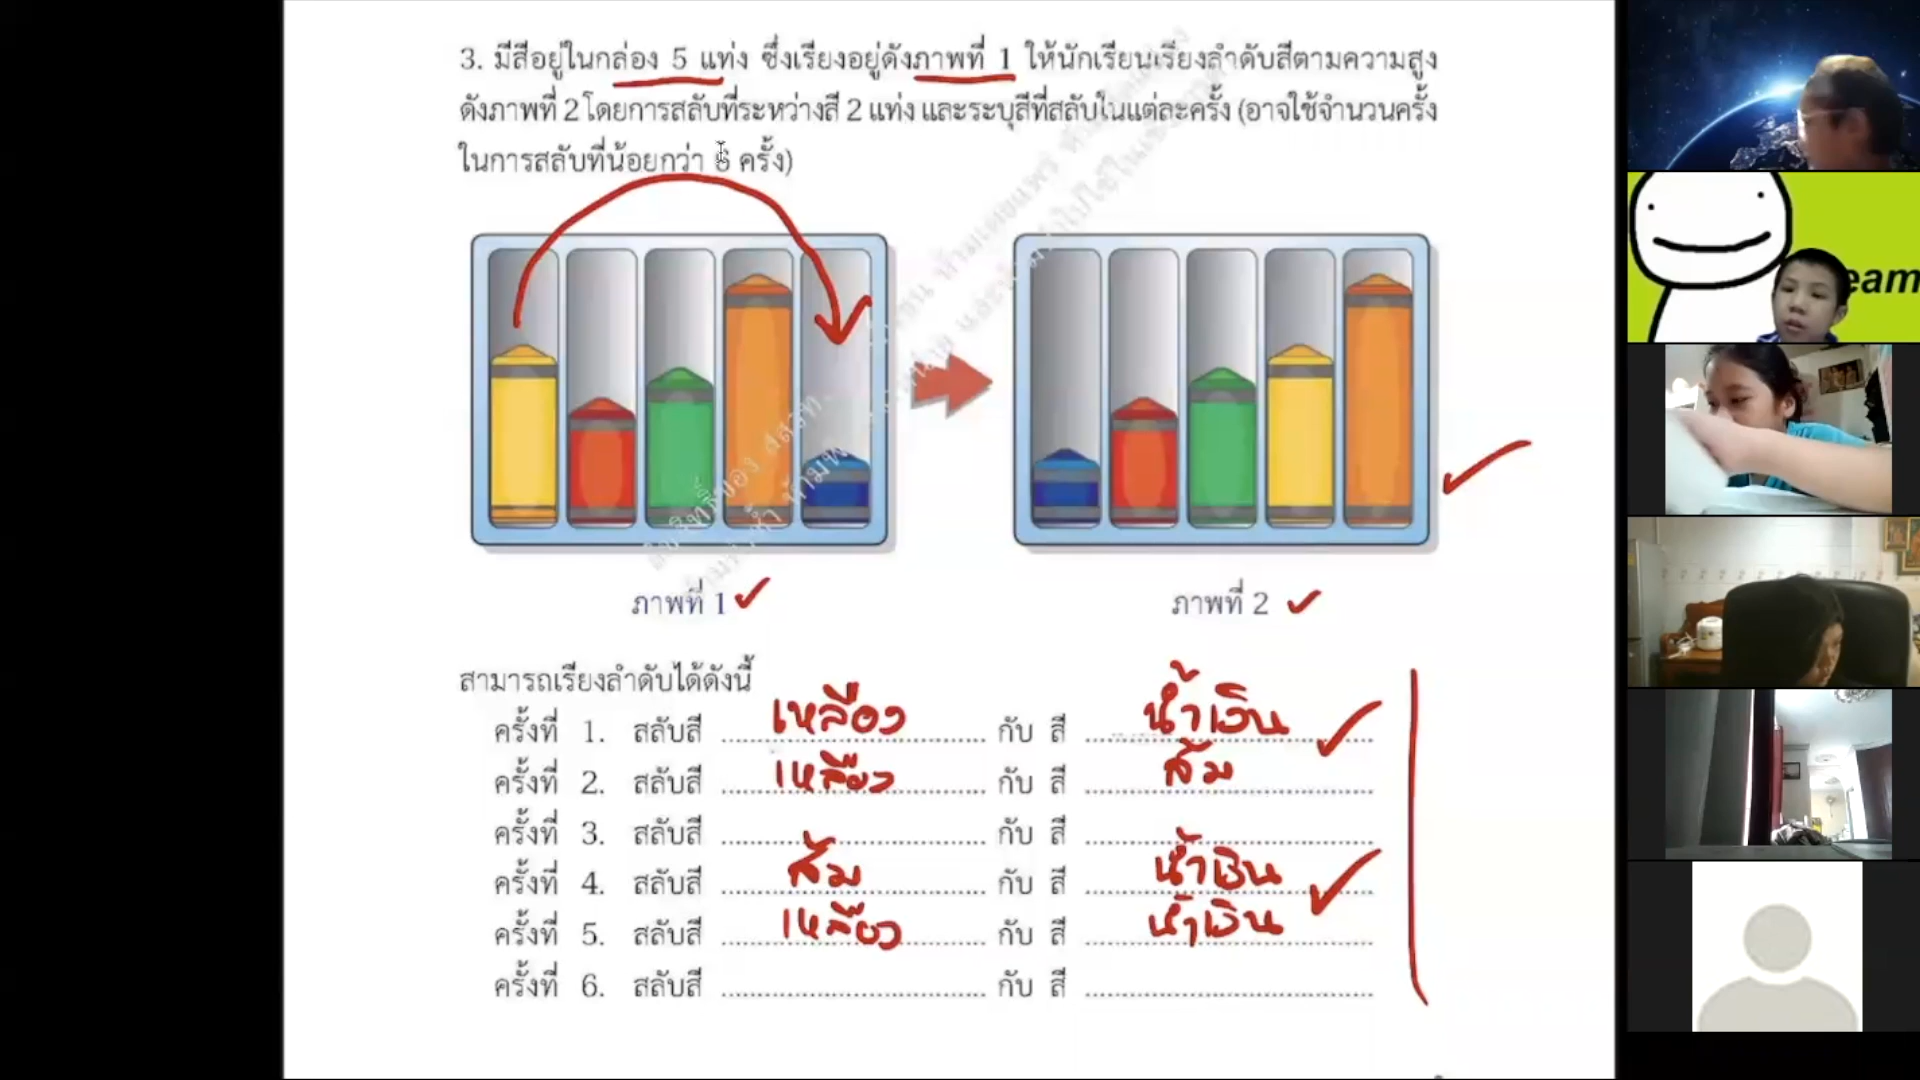 3. มีสีอยู่ในกล่อง 5 แท่ง ซึ่งเรียงอยู่ดังภาพที่ 1 ให้นักเรียนเรียงลำดับสีตามความสูง
ดังภาพที่ 2 โดยการสลับที่ระหว่างสี 2 แท่ง และระบุสีที่สลับในแต่ละครั้ง (อาจใช้จำนวนครั้ง
ในการสลับที่น้อยกว่า 6 ครั้ง)
ภาพที่ 1
ภาพที่ 2
สามารถเรียงลำดับได้ดังนี้
ครั้งที่ 1. สลับสี เหลือง กับ สี น้ำเงิน
ครั้งที่ 2. สลับสี เหลือง กับ สี ส้ม
ครั้งที่ 3. สลับสี กับ สี
ครั้งที่ 4. สลับสี ส้ม กับ สี น้ำเงิน
ครั้งที่ 5. สลับสี เหลือง กับ สี น้ำเงิน
ครั้งที่ 6. สลับสี กับ สี
eam